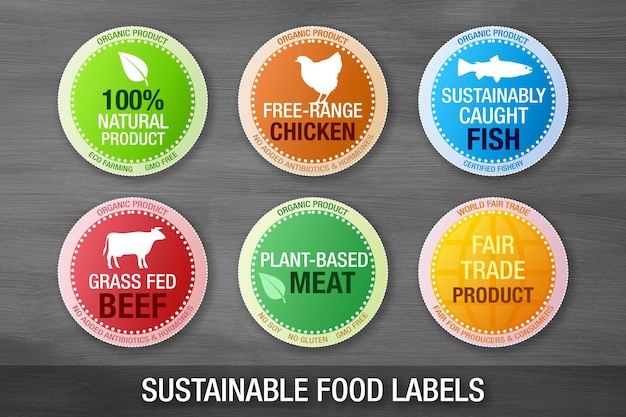 ORGANIC PRODUCT
100%
NATURAL
PRODUCT
ECO FARMING GMO FREE
ORGANIC PRODUCT
FREE-RANGE
CHICKEN
NO ADDED ANTIBIOTICS & HORMONES
ORGANIC PRODUCT
SUSTAINABLY
CAUGHT
FISH
CERTIFIED FISHERY
ORGANIC PRODUCT
GRASS FED
BEEF
NO ADDED ANTIBIOTICS & HORMONES
ORGANIC PRODUCT
PLANT-BASED
MEAT
NO SOY NO GLUTEN GMO FREE
WORLD FAIR TRADE
FAIR
TRADE
PRODUCT
FAIR FOR PRODUCERS & CONSUMERS
SUSTAINABLE FOOD LABELS